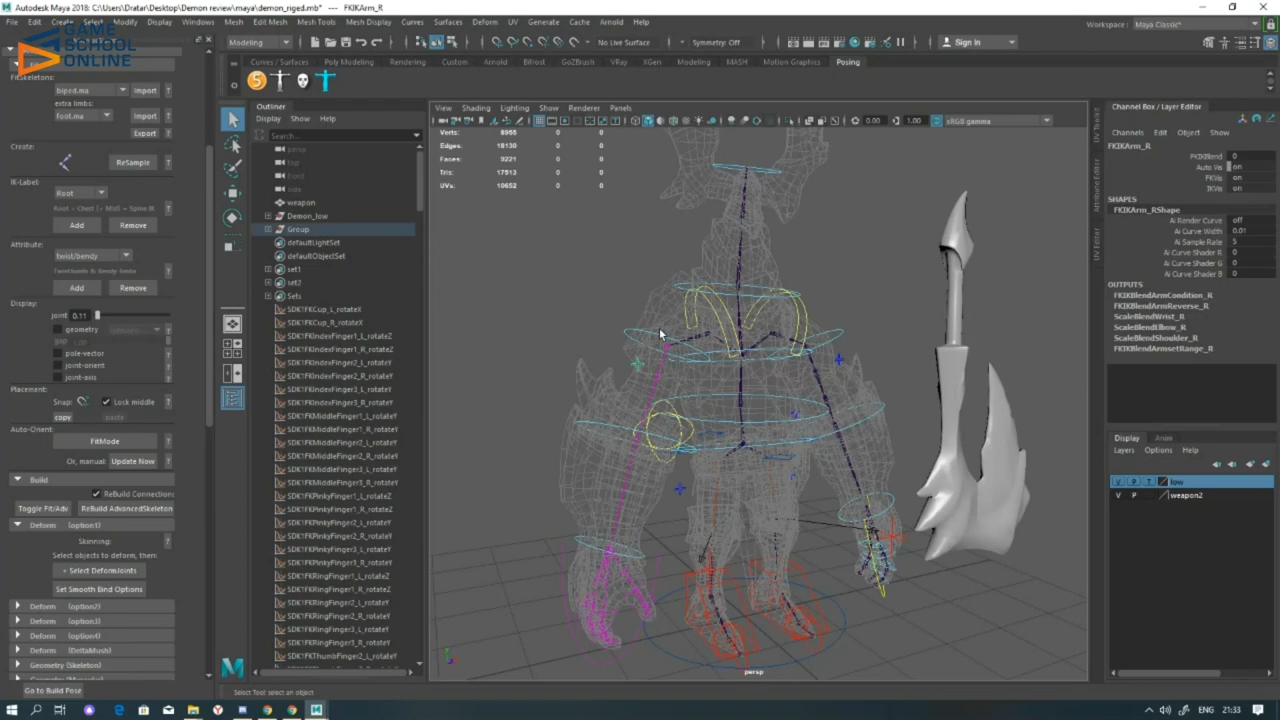 Autodesk Maya 2018: C:\Users\Dratar\Desktop\Demon review\maya\demon_riged.mb* --- FKIKArm_R
File Edit Create Select Modify Display Windows Mesh Edit Mesh Mesh Tools Mesh Display Curves Surfaces Deform UV Generate Cache Arnold Help
Workspace : Maya Classic*
GAME
SCHOOL
ONLINE
Modeling
No Live Surface
Symmetry: Off
Sign In
Curves / Surfaces Poly Modeling Rendering Custom Arnold Bifrost GoZBrush VRay XGen Modeling MASH Motion Graphics Posing
FitSkeletons:
biped.ma Import ?
extra limbs:
foot.ma Import ?
Export ?
Create:
ReSample ?
IK-Label:
Root
Add Remove ?
Attribute:
twist/bendy
Add Remove ?
Display:
joint 0.11
geometry
gap
pole-vector
joint-orient
joint-axis
Placement:
Snap: Lock middle ?
copy paste
Auto-Orient:
FitMode
Or, manual: Update Now ?
Build
ReBuild Connections
Toggle Fit/Adv ReBuild AdvancedSkeleton
Deform (option1)
Skinning: ?
Select objects to deform, then:
+ Select DeformJoints
Set Smooth Bind Options
Deform (option2)
Deform (option3)
Deform (option4)
Deform (DeltaMush)
Geometry (Skeleton)
Go to Build Pose
Outliner
Display Show Help
Search...
persp
top
front
side
weapon
Demon_low
Group
defaultLightSet
defaultObjectSet
set1
set2
Sets
SDK1FKCup_L_rotateX
SDK1FKCup_R_rotateX
SDK1FKIndexFinger1_L_rotateZ
SDK1FKIndexFinger1_R_rotateZ
SDK1FKIndexFinger2_L_rotateY
SDK1FKIndexFinger2_R_rotateY
SDK1FKIndexFinger3_L_rotateY
SDK1FKIndexFinger3_R_rotateY
SDK1FKMiddleFinger1_L_rotateY
SDK1FKMiddleFinger1_R_rotateY
SDK1FKMiddleFinger2_L_rotateY
SDK1FKMiddleFinger2_R_rotateY
SDK1FKMiddleFinger3_L_rotateY
SDK1FKMiddleFinger3_R_rotateY
SDK1FKPinkyFinger1_L_rotateZ
SDK1FKPinkyFinger1_R_rotateZ
SDK1FKPinkyFinger2_L_rotateY
SDK1FKPinkyFinger2_R_rotateY
SDK1FKPinkyFinger3_L_rotateY
SDK1FKPinkyFinger3_R_rotateY
SDK1FKRingFinger1_L_rotateZ
SDK1FKRingFinger1_R_rotateZ
SDK1FKRingFinger2_L_rotateY
SDK1FKRingFinger2_R_rotateY
SDK1FKRingFinger3_L_rotateY
SDK1FKRingFinger3_R_rotateY
SDK1FKThumbFinger2_L_rotateY
View Shading Lighting Show Renderer Panels
0.00 1.00 sRGB gamma
Verts: 8955 0 0
Edges: 18130 0 0
Faces: 9221 0 0
Tris: 17513 0 0
UVs: 10652 0 0
persp
UV Toolkit
Attribute Editor
UV Editor
Channel Box / Layer Editor
Channels Edit Object Show
FKIKArm_R
FKIKBlend 0
Auto Vis on
FKVis on
IKVis on
SHAPES
FKIKArm_RShape
Ai Render Curve off
Ai Curve Width 0.01
Ai Sample Rate 5
Ai Curve Shader R 0
Ai Curve Shader G 0
Ai Curve Shader B 0
OUTPUTS
FKIKBlendArmCondition_R
FKIKBlendArmReverse_R
ScaleBlendWrist_R
ScaleBlendElbow_R
ScaleBlendShoulder_R
FKIKBlendArmsetRange_R
Display Anim
Layers Options Help
V P T low
V P weapon2
Select Tool: select an object
ENG 21:33